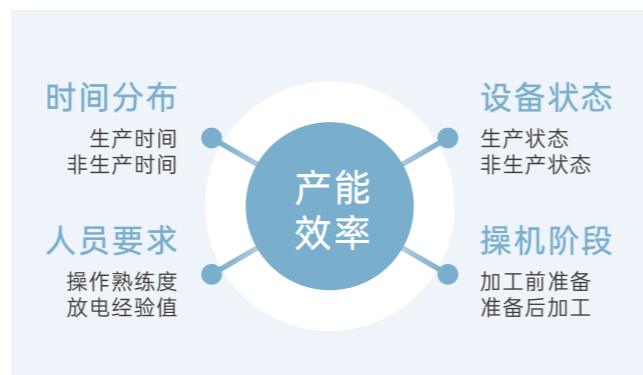 时间分布
生产时间
非生产时间
设备状态
生产状态
非生产状态
产能
效率
人员要求
操作熟练度
放电经验值
操机阶段
加工前准备
准备后加工